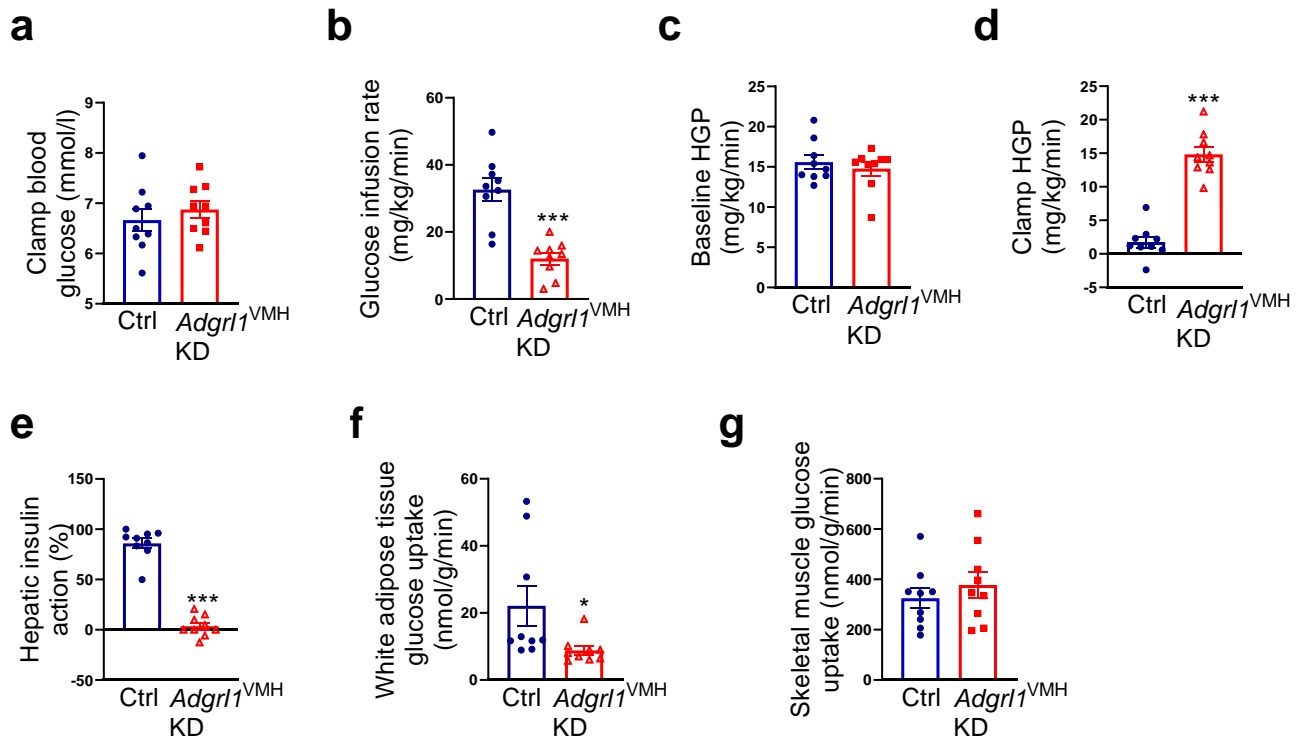 a
Clamp blood
glucose (mmol/l)
9
8
7
6
5
Ctrl Adgrl1VMH
KD
b
Glucose infusion rate
(mg/kg/min)
60
40
20
0
***
Ctrl Adgrl1VMH
KD
c
Baseline HGP
(mg/kg/min)
25
20
15
10
5
0
Ctrl Adgrl1VMH
KD
d
Clamp HGP
(mg/kg/min)
25
20
15
10
5
0
-5
***
Ctrl Adgrl1VMH
KD
e
Hepatic insulin
action (%)
150
100
50
0
-50
***
Ctrl Adgrl1VMH
KD
f
White adipose tissue
glucose uptake
(nmol/g/min)
60
40
20
0
*
Ctrl Adgrl1VMH
KD
g
Skeletal muscle glucose
uptake (nmol/g/min)
800
600
400
200
0
Ctrl Adgrl1VMH
KD